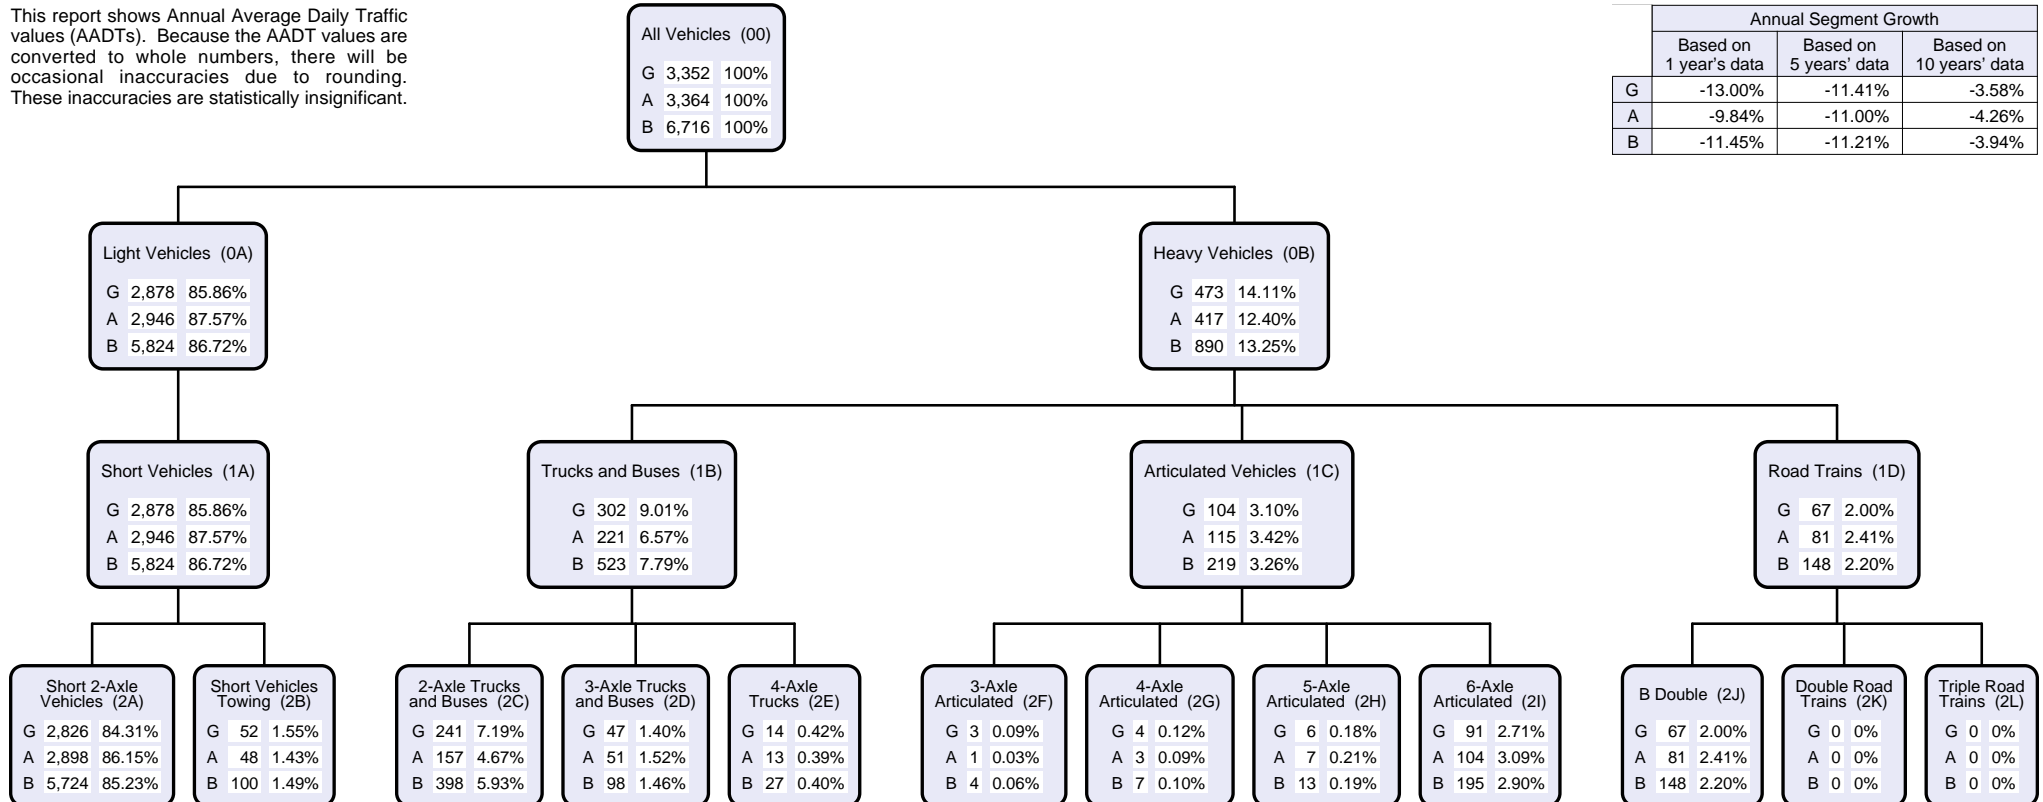 This report shows Annual Average Daily Traffic
values (AADTs). Because the AADT values are
converted to whole numbers, there will be
occasional inaccuracies due to rounding.
These inaccuracies are statistically insignificant.
All Vehicles (00)
G 3,352 100%
A 3,364 100%
B 6,716 100%
Annual Segment Growth
Based on 1 year's data Based on 5 years' data Based on 10 years' data
G -13.00% -11.41% -3.58%
A -9.84% -11.00% -4.26%
B -11.45% -11.21% -3.94%
Light Vehicles (0A)
G 2,878 85.86%
A 2,946 87.57%
B 5,824 86.72%
Heavy Vehicles (0B)
G 473 14.11%
A 417 12.40%
B 890 13.25%
Short Vehicles (1A)
G 2,878 85.86%
A 2,946 87.57%
B 5,824 86.72%
Trucks and Buses (1B)
G 302 9.01%
A 221 6.57%
B 523 7.79%
Articulated Vehicles (1C)
G 104 3.10%
A 115 3.42%
B 219 3.26%
Road Trains (1D)
G 67 2.00%
A 81 2.41%
B 148 2.20%
Short 2-Axle
Vehicles (2A)
G 2,826 84.31%
A 2,898 86.15%
B 5,724 85.23%
Short Vehicles
Towing (2B)
G 52 1.55%
A 48 1.43%
B 100 1.49%
2-Axle Trucks
and Buses (2C)
G 241 7.19%
A 157 4.67%
B 398 5.93%
3-Axle Trucks
and Buses (2D)
G 47 1.40%
A 51 1.52%
B 98 1.46%
4-Axle
Trucks (2E)
G 14 0.42%
A 13 0.39%
B 27 0.40%
3-Axle
Articulated (2F)
G 3 0.09%
A 1 0.03%
B 4 0.06%
4-Axle
Articulated (2G)
G 4 0.12%
A 3 0.09%
B 7 0.10%
5-Axle
Articulated (2H)
G 6 0.18%
A 7 0.21%
B 13 0.19%
6-Axle
Articulated (2I)
G 91 2.71%
A 104 3.09%
B 195 2.90%
B Double (2J)
G 67 2.00%
A 81 2.41%
B 148 2.20%
Double Road
Trains (2K)
G 0 0%
A 0 0%
B 0 0%
Triple Road
Trains (2L)
G 0 0%
A 0 0%
B 0 0%